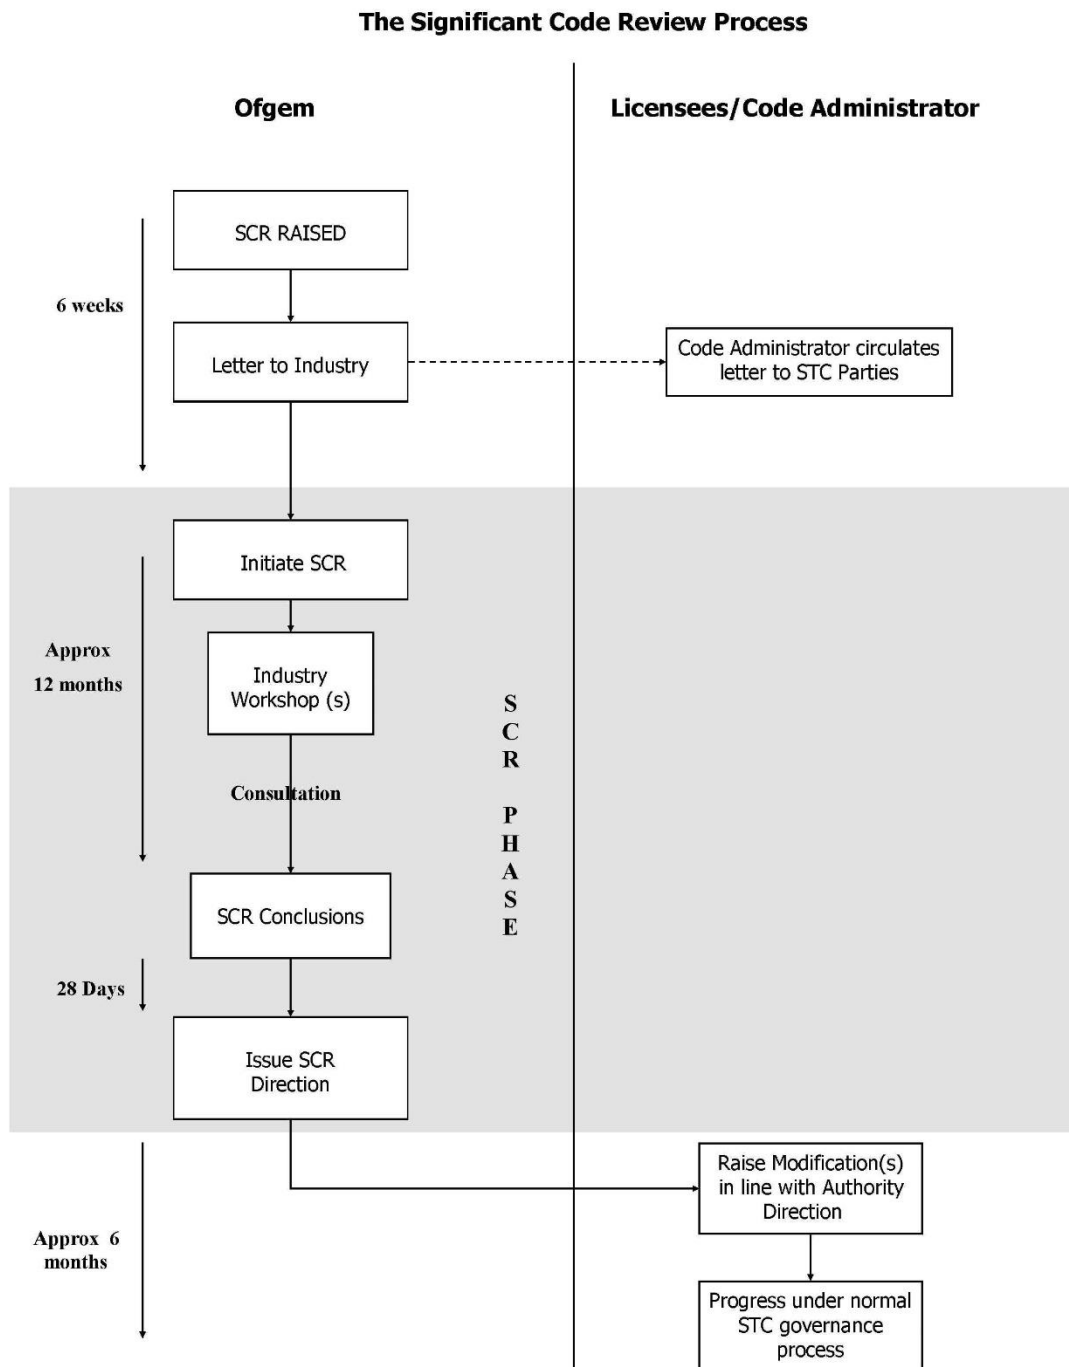 The Significant Code Review Process
Ofgem
Licensees/Code Administrator
SCR RAISED
6 weeks
Letter to Industry
Code Administrator circulates
letter to STC Parties
Initiate SCR
Approx
12 months
Industry
Workshop (s)
Consultation
S
C
R
P
H
A
S
E
SCR Conclusions
28 Days
Issue SCR
Direction
Raise Modification(s)
in line with Authority
Direction
Approx 6
months
Progress under normal
STC governance
process